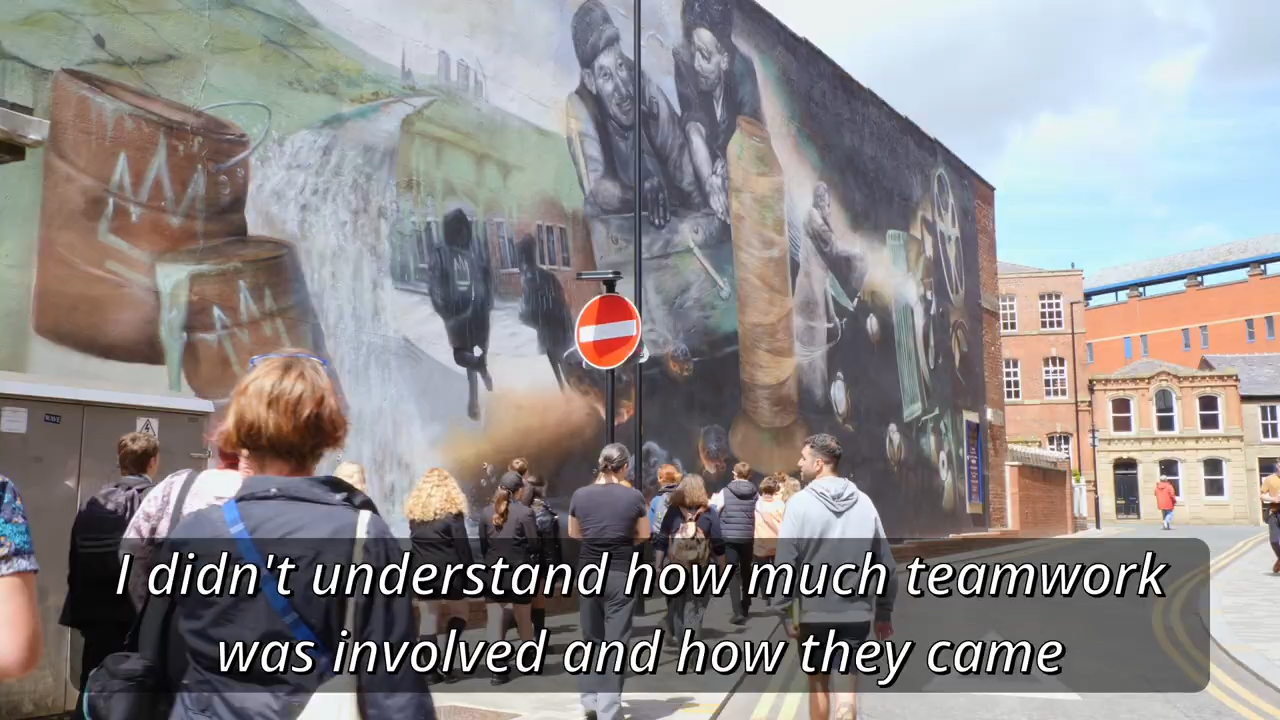 I didn't understand how much teamwork
was involved and how they came